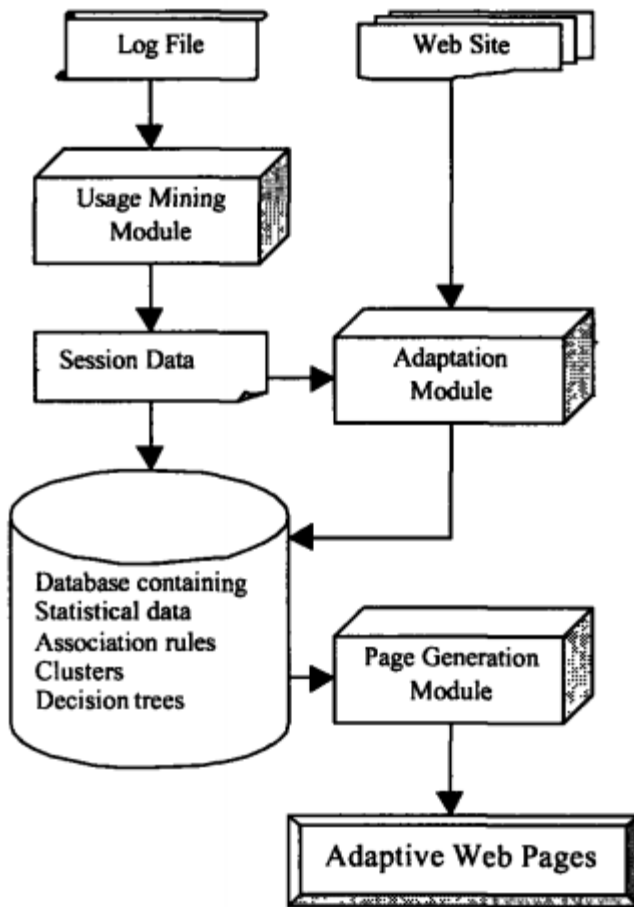 Log File
Web Site
Usage Mining
Module
Session Data
Adaptation
Module
Database containing
Statistical data
Association rules
Clusters
Decision trees
Page Generation
Module
Adaptive Web Pages